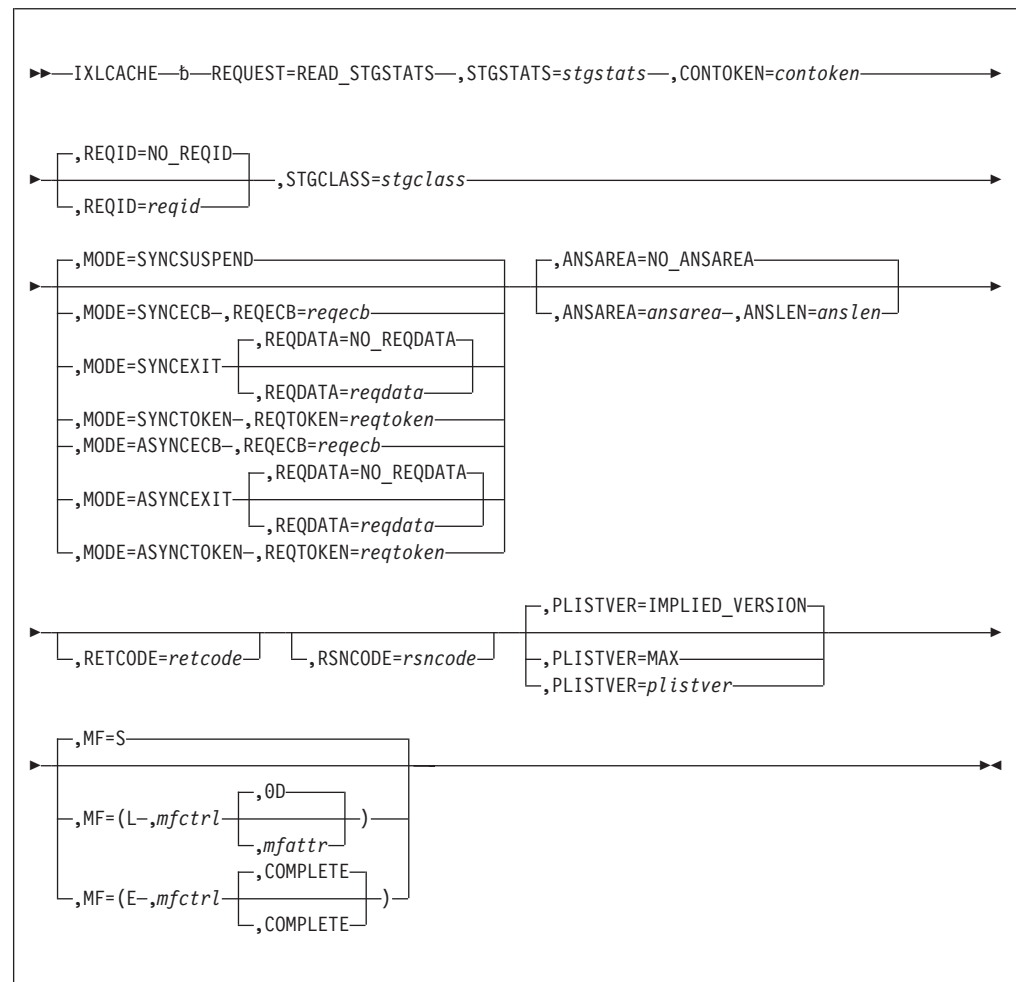 IXLCACHE ƀ REQUEST=READ_STGSTATS ,STGSTATS=stgstats ,CONTOKEN=contoken
,REQID=NO_REQID
,REQID=reqid
,STGCLASS=stgclass
,MODE=SYNCSUSPEND
,MODE=SYNCECB ,REQECB=reqecb
,MODE=SYNCEXIT
,REQDATA=NO_REQDATA
,REQDATA=reqdata
,MODE=SYNCTOKEN ,REQTOKEN=reqtoken
,MODE=ASYNCECB ,REQECB=reqecb
,MODE=ASYNCEXIT
,REQDATA=NO_REQDATA
,REQDATA=reqdata
,MODE=ASYNCTOKEN ,REQTOKEN=reqtoken
,ANSAREA=NO_ANSAREA
,ANSAREA=ansarea ,ANSLEN=anslen
,RETCODE=retcode
,RSNCODE=rsncode
,PLISTVER=IMPLIED_VERSION
,PLISTVER=MAX
,PLISTVER=plistver
,MF=S
,MF=(L ,mfctrl
,0D
,mfattr
)
,MF=(E ,mfctrl
,COMPLETE
,COMPLETE
)